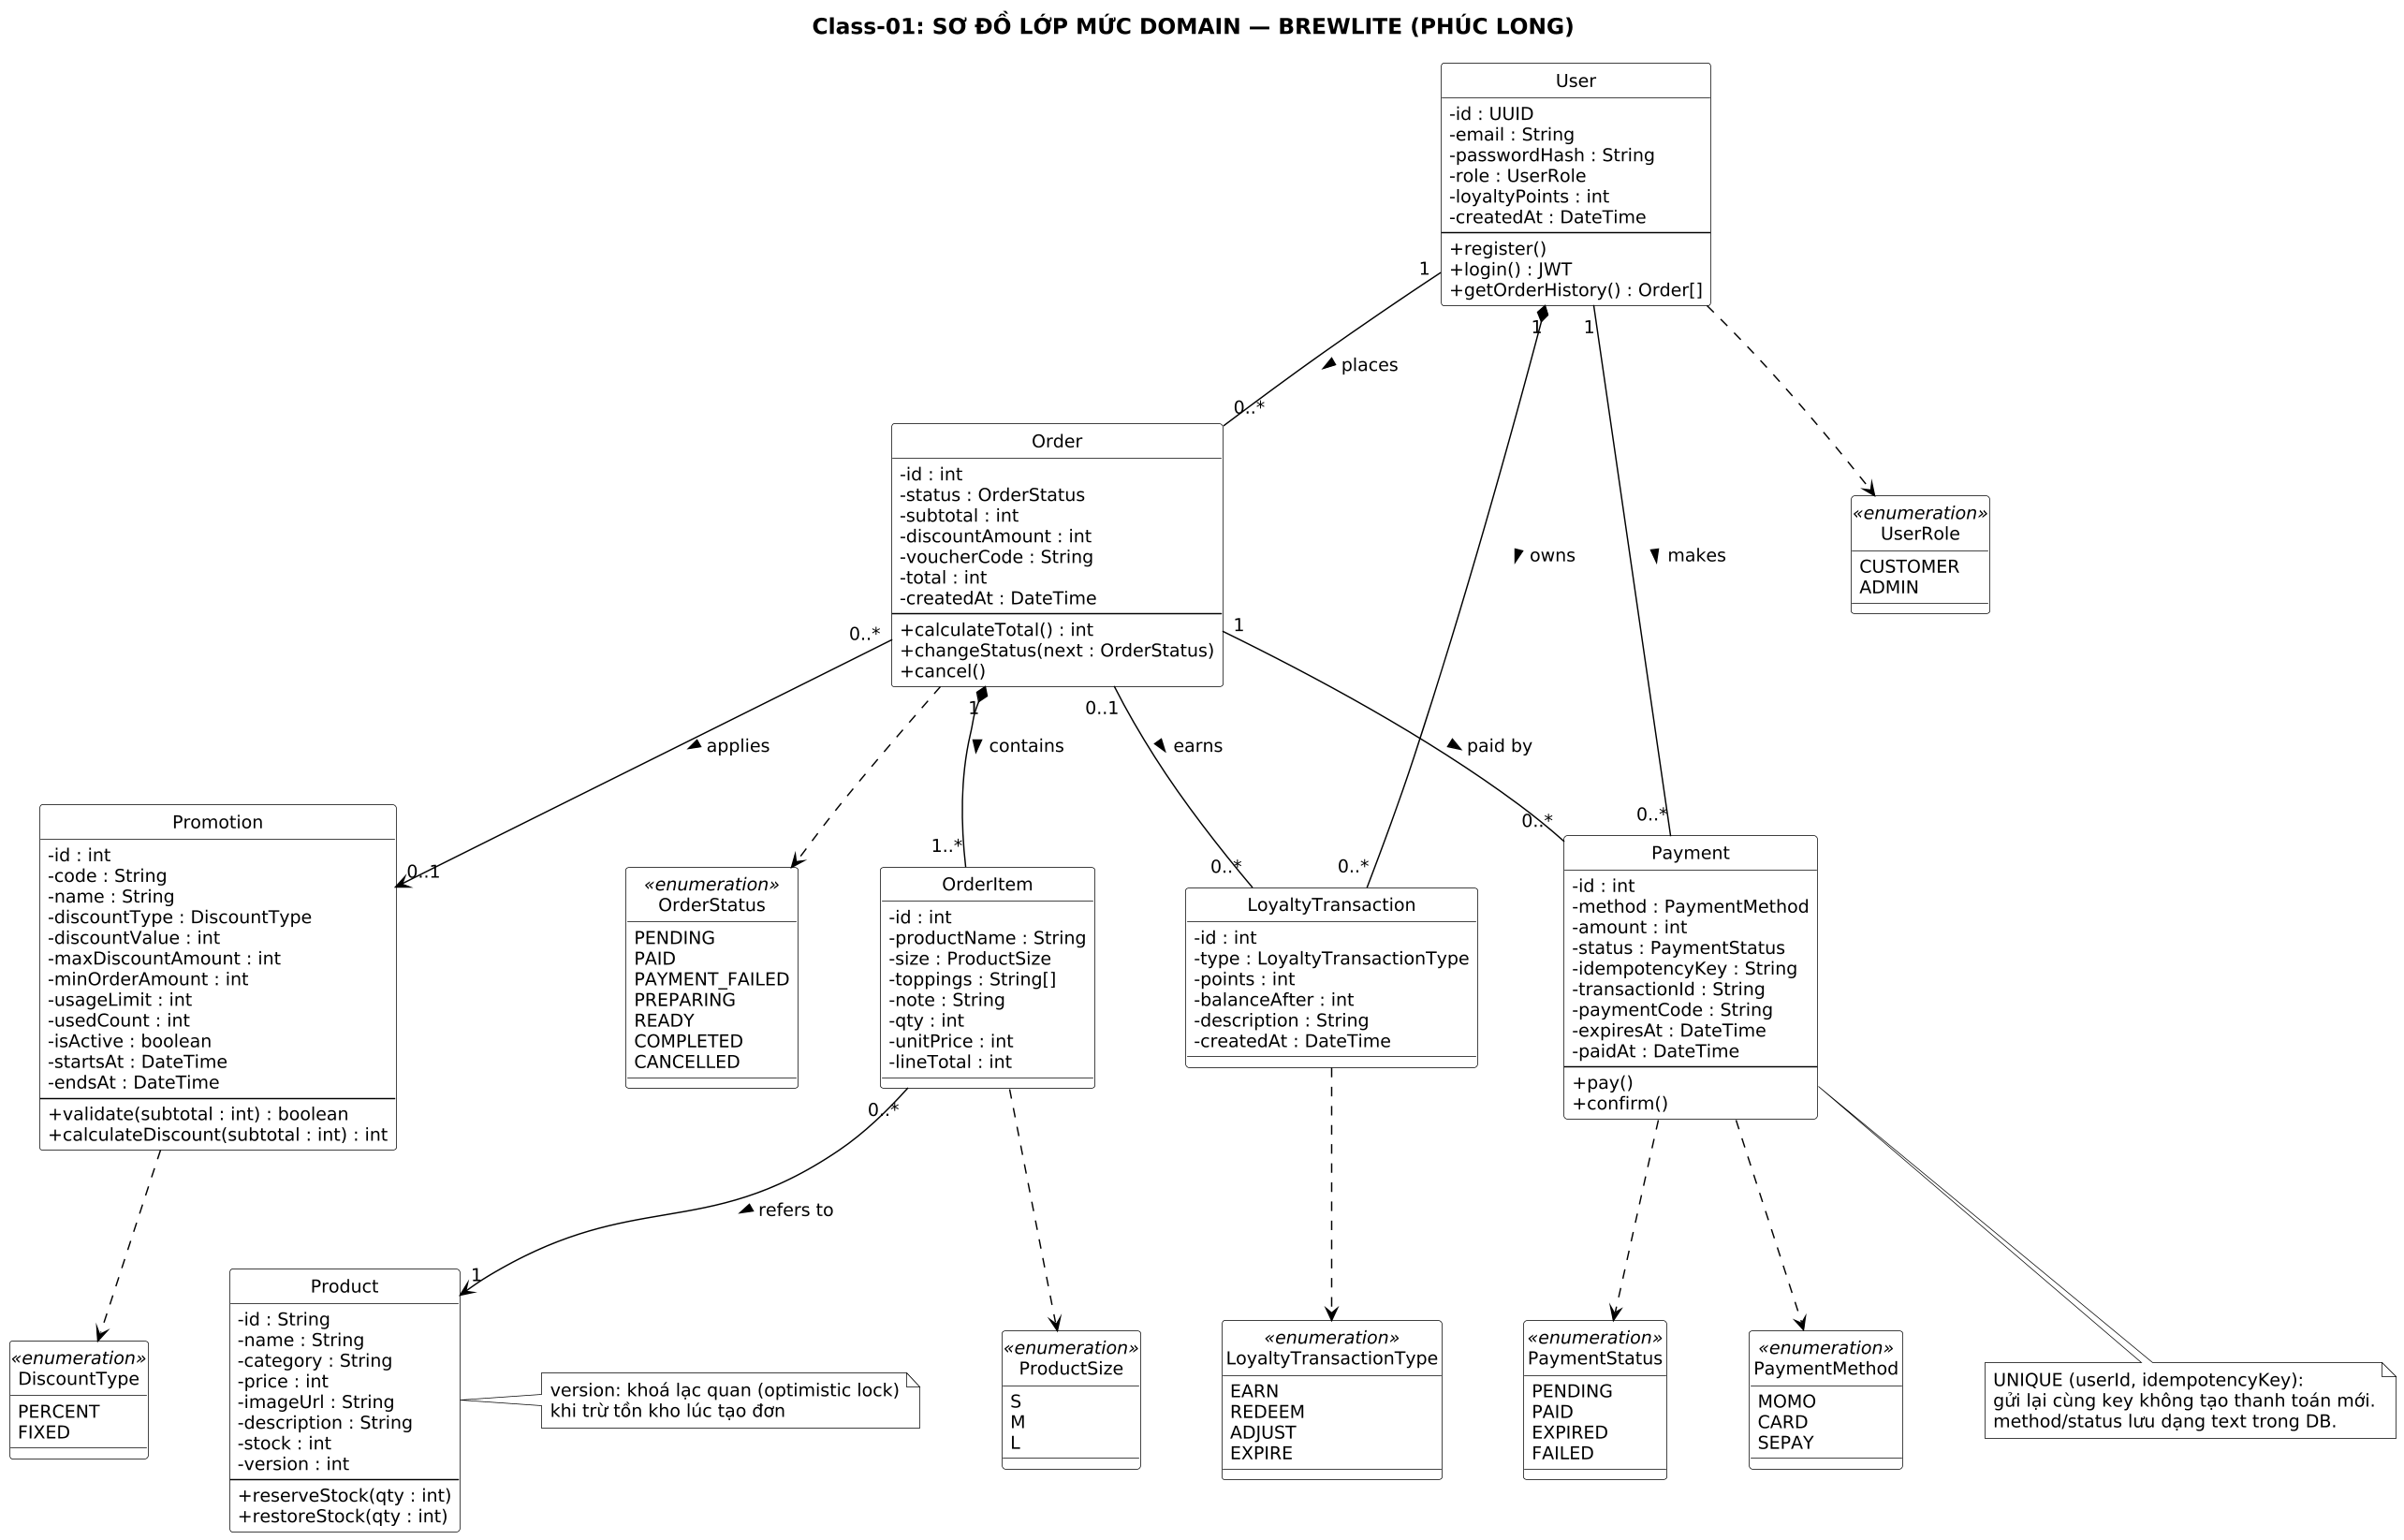 Class-01: SƠ ĐỒ LỚP MỨC DOMAIN — BREWLITE (PHÚC LONG)
User
-id : UUID
-email : String
-passwordHash : String
-role : UserRole
-loyaltyPoints : int
-createdAt : DateTime
+register()
+login() : JWT
+getOrderHistory() : Order[]
1
1
1
places
0..*
Order
-id : int
-status : OrderStatus
-subtotal : int
-discountAmount : int
-voucherCode : String
-total : int
-createdAt : DateTime
+calculateTotal() : int
+changeStatus(next : OrderStatus)
+cancel()
owns
makes
«enumeration»
UserRole
CUSTOMER
ADMIN
0..*
1
1
0..1
applies
contains
earns
paid by
0..1
1..*
0..*
0..*
0..*
0..*
Promotion
-id : int
-code : String
-name : String
-discountType : DiscountType
-discountValue : int
-maxDiscountAmount : int
-minOrderAmount : int
-usageLimit : int
-usedCount : int
-isActive : boolean
-startsAt : DateTime
-endsAt : DateTime
+validate(subtotal : int) : boolean
+calculateDiscount(subtotal : int) : int
«enumeration»
OrderStatus
PENDING
PAID
PAYMENT_FAILED
PREPARING
READY
COMPLETED
CANCELLED
OrderItem
-id : int
-productName : String
-size : ProductSize
-toppings : String[]
-note : String
-qty : int
-unitPrice : int
-lineTotal : int
LoyaltyTransaction
-id : int
-type : LoyaltyTransactionType
-points : int
-balanceAfter : int
-description : String
-createdAt : DateTime
Payment
-id : int
-method : PaymentMethod
-amount : int
-status : PaymentStatus
-idempotencyKey : String
-transactionId : String
-paymentCode : String
-expiresAt : DateTime
-paidAt : DateTime
+pay()
+confirm()
0..*
refers to
1
«enumeration»
DiscountType
PERCENT
FIXED
Product
-id : String
-name : String
-category : String
-price : int
-imageUrl : String
-description : String
-stock : int
-version : int
+reserveStock(qty : int)
+restoreStock(qty : int)
version: khoá lạc quan (optimistic lock)
khi trừ tồn kho lúc tạo đơn
«enumeration»
ProductSize
S
M
L
«enumeration»
LoyaltyTransactionType
EARN
REDEEM
ADJUST
EXPIRE
«enumeration»
PaymentStatus
PENDING
PAID
EXPIRED
FAILED
«enumeration»
PaymentMethod
MOMO
CARD
SEPAY
UNIQUE (userId, idempotencyKey):
gửi lại cùng key không tạo thanh toán mới.
method/status lưu dạng text trong DB.